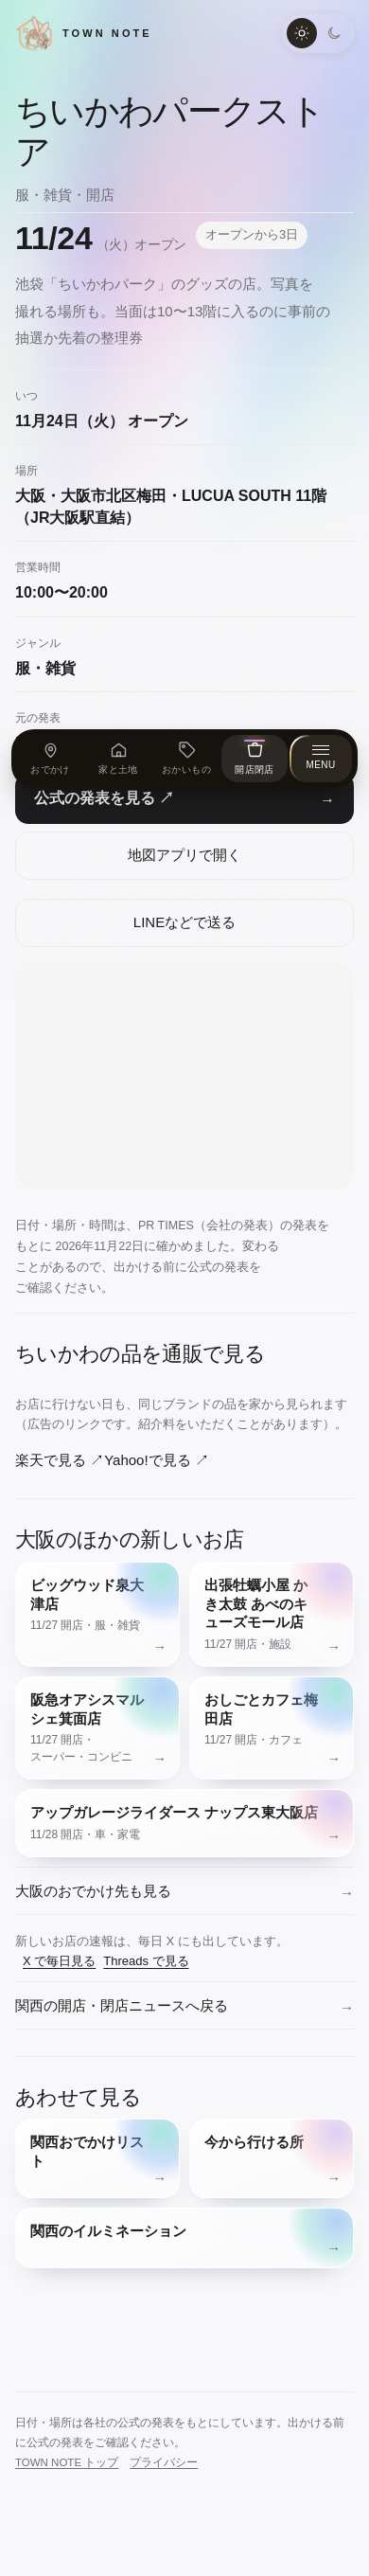 TOWN NOTE
ちいかわパークスト
ア
服・雑貨・開店
11/24 （火）オープン オープンから3日
池袋「ちいかわパーク」のグッズの店。写真を
撮れる場所も。当面は10〜13階に入るのに事前の
抽選か先着の整理券
いつ
11月24日（火） オープン
場所
大阪・大阪市北区梅田・LUCUA SOUTH 11階
（JR大阪駅直結）
営業時間
10:00〜20:00
ジャンル
服・雑貨
元の発表
おでかけ 家と土地 おかいもの 開店閉店 MENU
公式の発表を見る ↗ →
地図アプリで開く
LINEなどで送る
日付・場所・時間は、PR TIMES（会社の発表）の発表を
もとに 2026年11月22日に確かめました。変わる
ことがあるので、出かける前に公式の発表を
ご確認ください。
ちいかわの品を通販で見る
お店に行けない日も、同じブランドの品を家から見られます
（広告のリンクです。紹介料をいただくことがあります）。
楽天で見る ↗Yahoo!で見る ↗
大阪のほかの新しいお店
ビッグウッド泉大
津店
11/27 開店・服・雑貨
→
出張牡蠣小屋 か
き太鼓 あべのキ
ューズモール店
11/27 開店・施設
→
阪急オアシスマル
シェ箕面店
11/27 開店・
スーパー・コンビニ
→
おしごとカフェ梅
田店
11/27 開店・カフェ
→
アップガレージライダース ナップス東大阪店
11/28 開店・車・家電
→
大阪のおでかけ先も見る →
新しいお店の速報は、毎日 X にも出しています。
X で毎日見る Threads で見る
関西の開店・閉店ニュースへ戻る →
あわせて見る
関西おでかけリス
ト
→
今から行ける所
→
関西のイルミネーション
→
日付・場所は各社の公式の発表をもとにしています。出かける前
に公式の発表をご確認ください。
TOWN NOTE トップ プライバシー